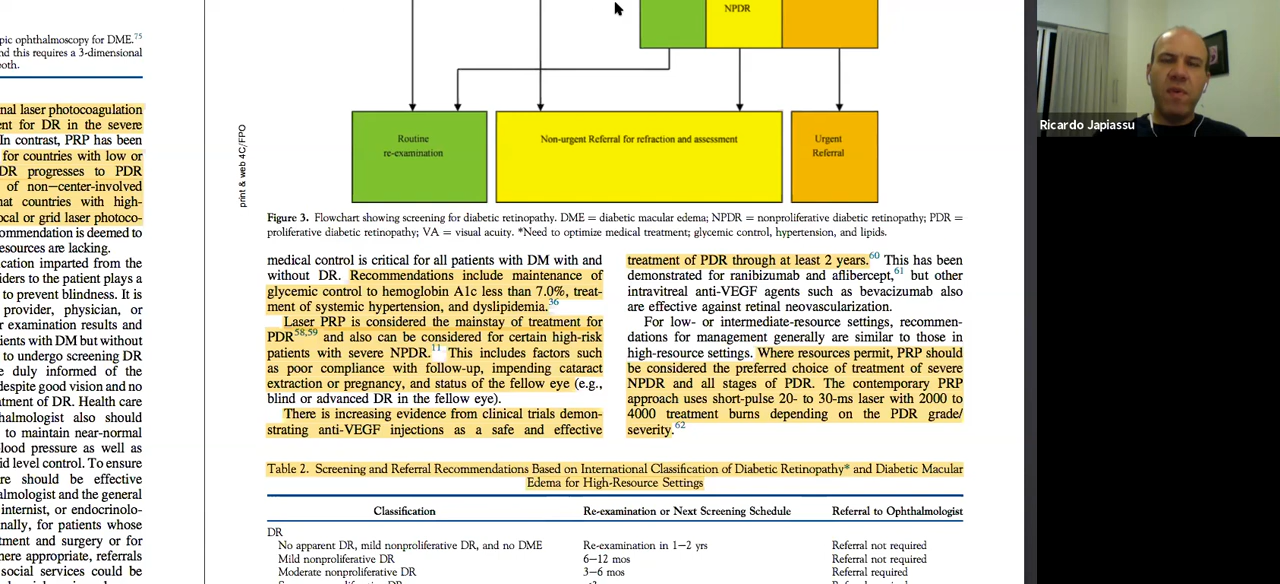 pic ophthalmoscopy for DME.75
nd this requires a 3-dimensional
oth.
nal laser photocoagulation
ent for DR in the severe
In contrast, PRP has been
for countries with low or
DR progresses to PDR
of non—center-involved
hat countries with high-
ocal or grid laser photoco-
ommendation is deemed to
esources are lacking.
cation imparted from the
iders to the patient plays a
to prevent blindness. It is
provider, physician, or
r examination results and
ients with DM but without
to undergo screening DR
e duly informed of the
despite good vision and no
atment of DR. Health care
thalmologist also should
to maintain near-normal
lood pressure as well as
id level control. To ensure
re should be effective
almologist and the general
internist, or endocrinolo-
nally, for patients whose
tment and surgery or for
here appropriate, referrals
social services could be
print & web 4C/FPO
NPDR
Routine
re-examination
Non-urgent Referral for refraction and assessment
Urgent
Referral
Figure 3. Flowchart showing screening for diabetic retinopathy. DME = diabetic macular edema; NPDR = nonproliferative diabetic retinopathy; PDR =
proliferative diabetic retinopathy; VA = visual acuity. *Need to optimize medical treatment; glycemic control, hypertension, and lipids.
medical control is critical for all patients with DM with and
without DR. Recommendations include maintenance of
glycemic control to hemoglobin A1c less than 7.0%, treat-
ment of systemic hypertension, and dyslipidemia.36
Laser PRP is considered the mainstay of treatment for
PDR58,59 and also can be considered for certain high-risk
patients with severe NPDR.11 This includes factors such
as poor compliance with follow-up, impending cataract
extraction or pregnancy, and status of the fellow eye (e.g.,
blind or advanced DR in the fellow eye).
There is increasing evidence from clinical trials demon-
strating anti-VEGF injections as a safe and effective
treatment of PDR through at least 2 years.60 This has been
demonstrated for ranibizumab and aflibercept,61 but other
intravitreal anti-VEGF agents such as bevacizumab also
are effective against retinal neovascularization.
For low- or intermediate-resource settings, recommen-
dations for management generally are similar to those in
high-resource settings. Where resources permit, PRP should
be considered the preferred choice of treatment of severe
NPDR and all stages of PDR. The contemporary PRP
approach uses short-pulse 20- to 30-ms laser with 2000 to
4000 treatment burns depending on the PDR grade/
severity.62
Table 2. Screening and Referral Recommendations Based on International Classification of Diabetic Retinopathy* and Diabetic Macular
Edema for High-Resource Settings
Classification Re-examination or Next Screening Schedule Referral to Ophthalmologist
DR
No apparent DR, mild nonproliferative DR, and no DME Re-examination in 1–2 yrs Referral not required
Mild nonproliferative DR 6–12 mos Referral not required
Moderate nonproliferative DR 3–6 mos Referral required
Ricardo Japiassu